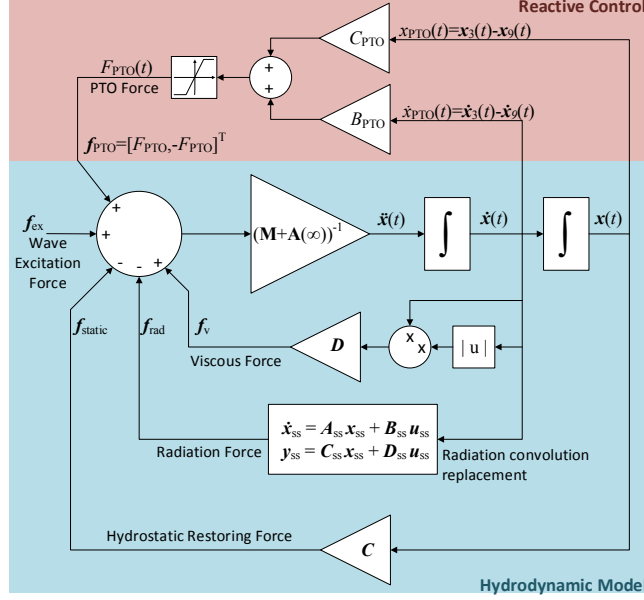 Reactive Control
C_PTO
x_PTO(t)=x_3(t)-x_9(t)
F_PTO(t)
PTO Force
+
+
B_PTO
ẋ_PTO(t)=ẋ_3(t)-ẋ_9(t)
f_PTO=[F_PTO,-F_PTO]^T
f_ex
Wave
Excitation
Force
+
+
-
-
+
(M+A(∞))^-1
ẍ(t)
∫
ẋ(t)
∫
x(t)
f_static
f_rad
f_v
Viscous Force
D
x
x
| u |
ẋ_ss = A_ss x_ss + B_ss u_ss
y_ss = C_ss x_ss + D_ss u_ss
Radiation Force
Radiation convolution
replacement
Hydrostatic Restoring Force
C
Hydrodynamic Model